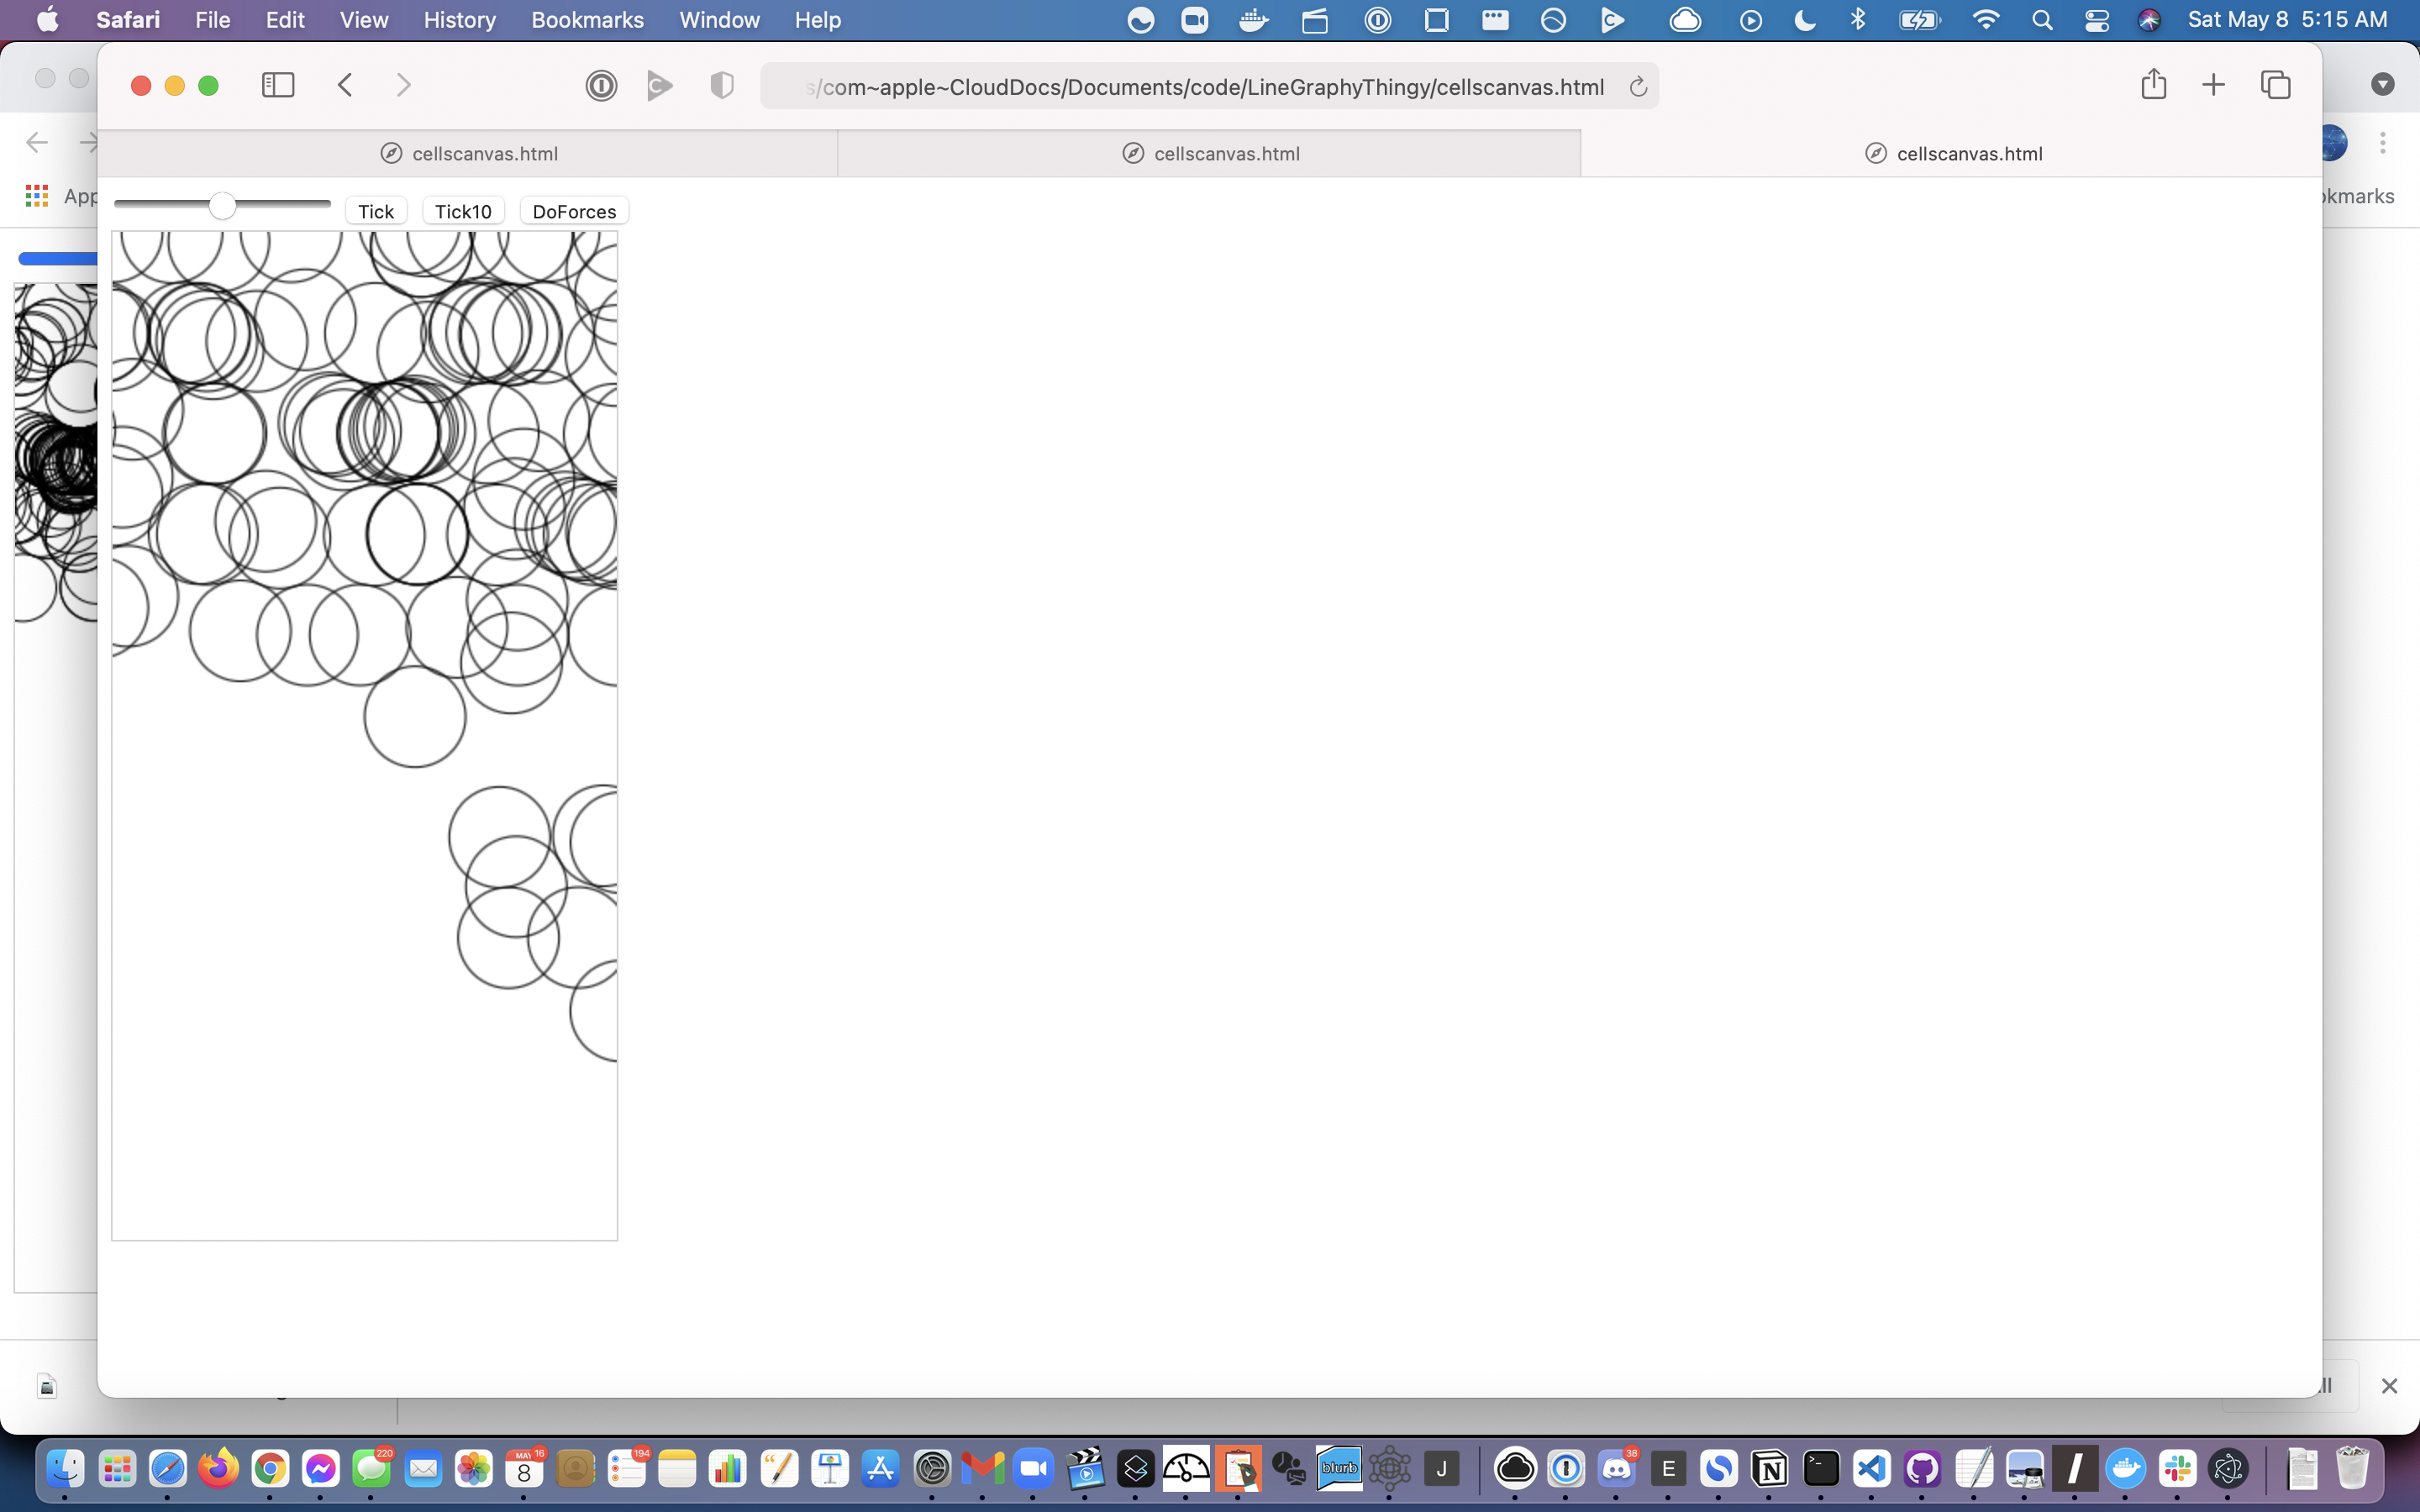 Safari File Edit View History Bookmarks Window Help Sat May 8 5:15 AM
s/com~apple~CloudDocs/Documents/code/LineGraphyThingy/cellscanvas.html
cellscanvas.html cellscanvas.html cellscanvas.html
App okmarks
Tick Tick10 DoForces
220 MAY 16 194 38
8 blurb J E